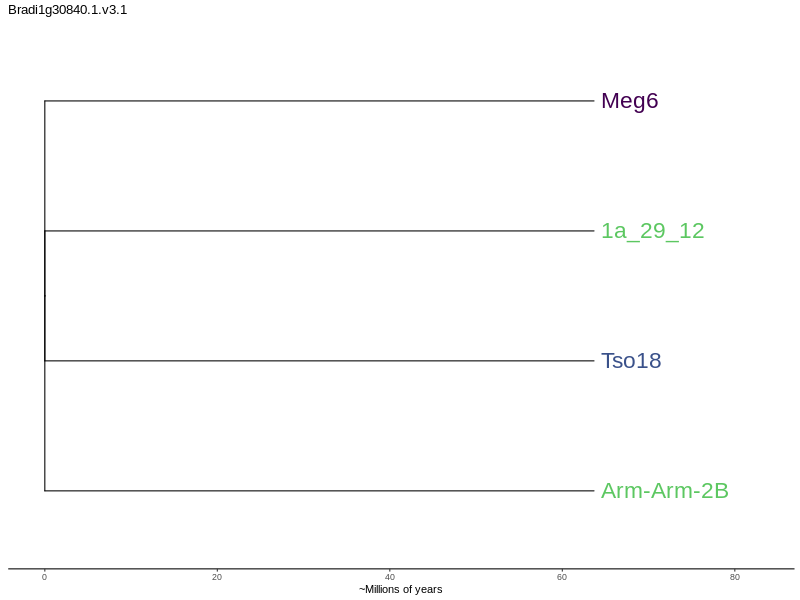 Bradi1g30840.1.v3.1
Meg6
1a_29_12
Tso18
Arm-Arm-2B
0 20 40 60 80
~Millions of years